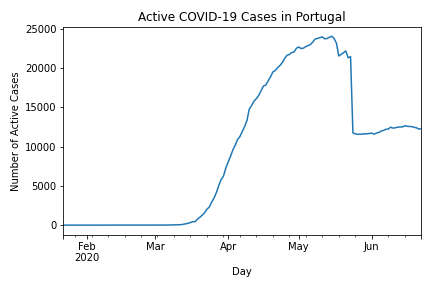 Active COVID-19 Cases in Portugal
Number of Active Cases
25000
20000
15000
10000
5000
0
Feb
2020
Mar
Apr
May
Jun
Day